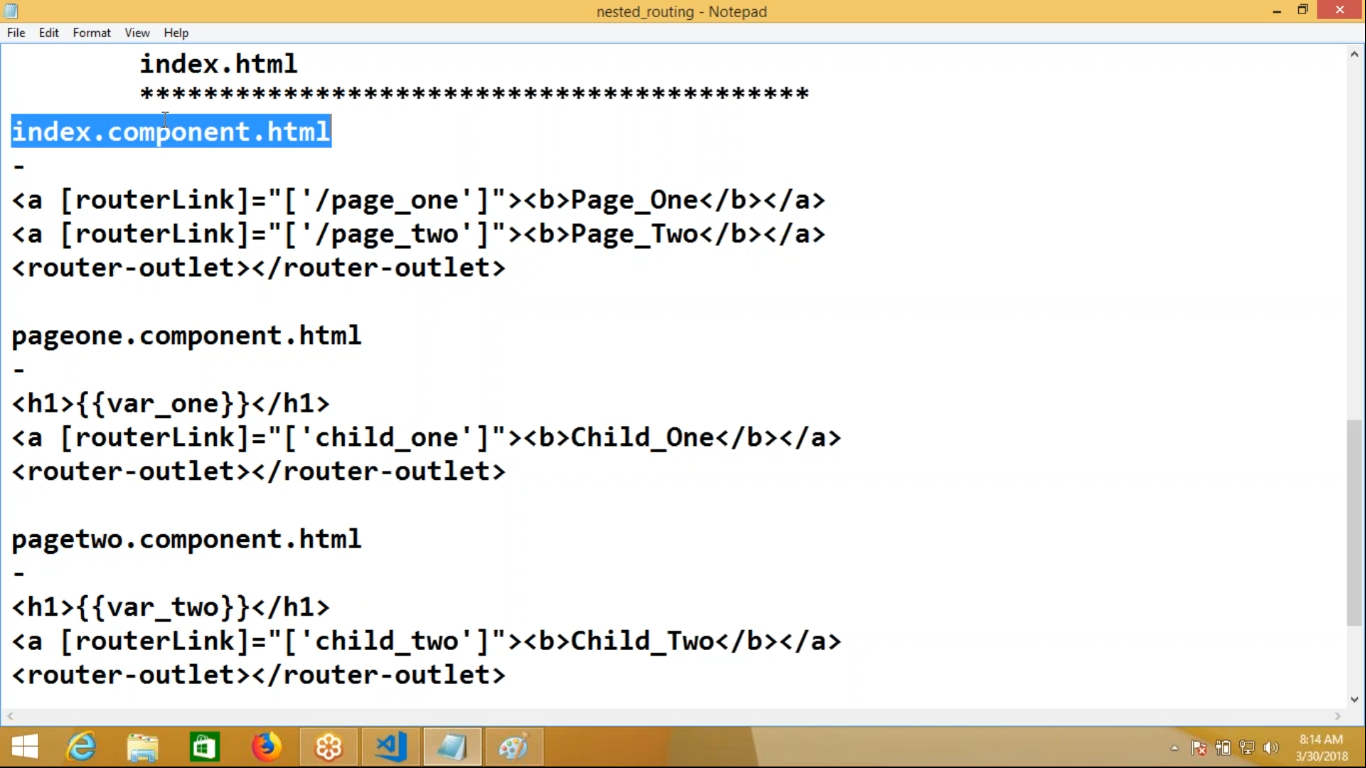 nested_routing - Notepad
File Edit Format View Help
index.html
******************************************
index.component.html
-
<a [routerLink]="['/page_one']"><b>Page_One</b></a>
<a [routerLink]="['/page_two']"><b>Page_Two</b></a>
<router-outlet></router-outlet>
pageone.component.html
-
<h1>{{var_one}}</h1>
<a [routerLink]="['child_one']"><b>Child_One</b></a>
<router-outlet></router-outlet>
pagetwo.component.html
-
<h1>{{var_two}}</h1>
<a [routerLink]="['child_two']"><b>Child_Two</b></a>
<router-outlet></router-outlet>
8:14 AM
3/30/2018